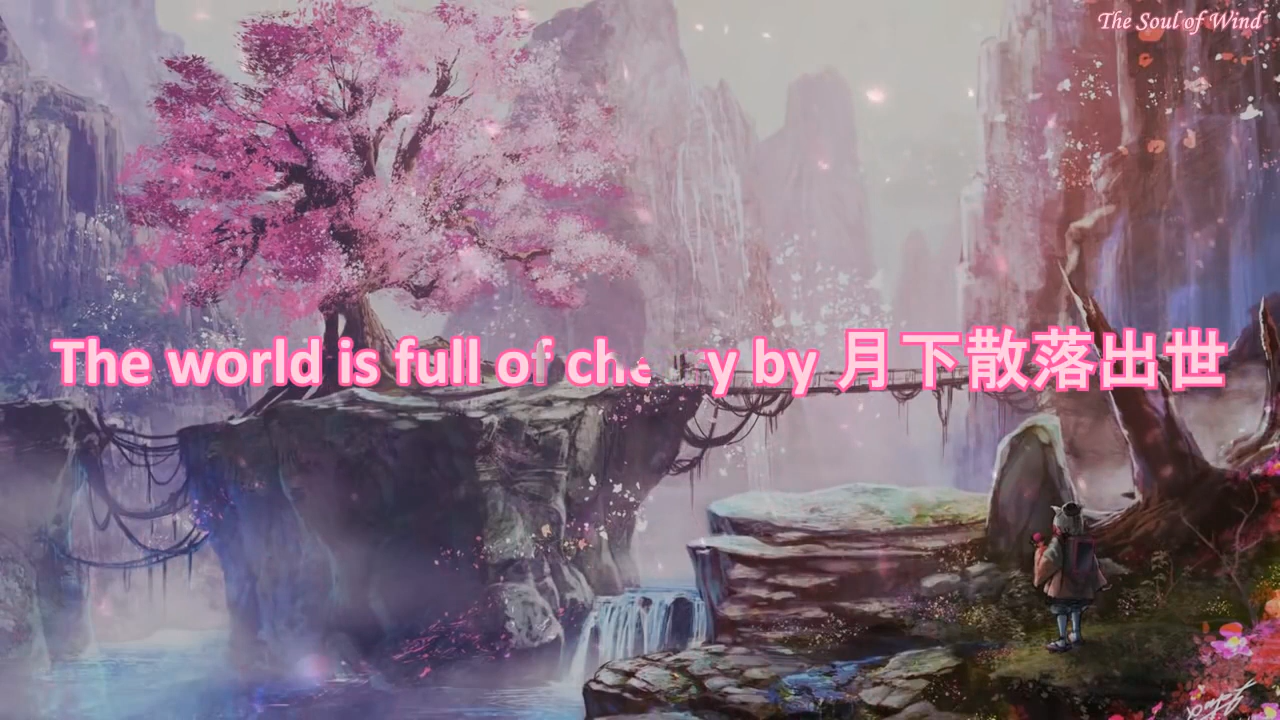 The Soul of Wind
The world is full of by 月下散落出世